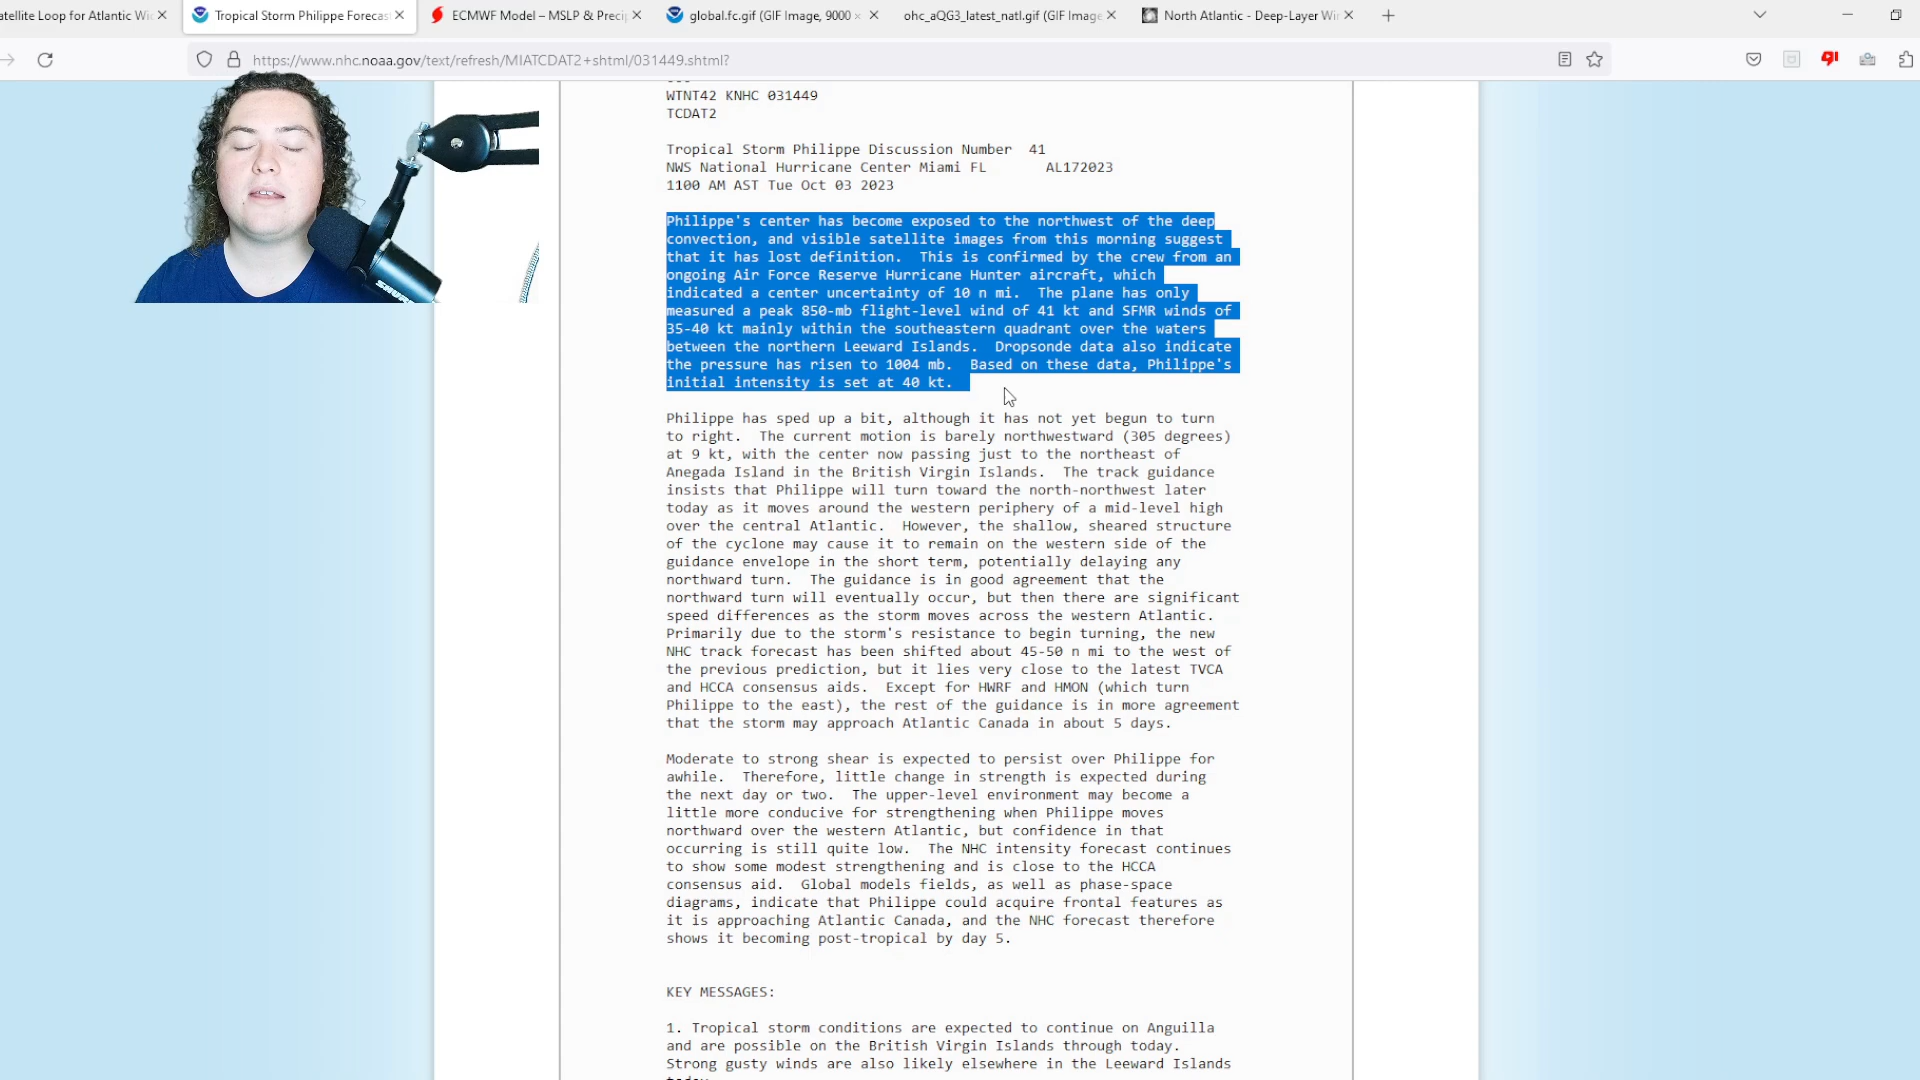 atellite Loop for Atlantic Wi
Tropical Storm Philippe Forecas
ECMWF Model – MSLP & Precip
global.fc.gif (GIF Image, 9000 ×
ohc_aQG3_latest_natl.gif (GIF Imag
North Atlantic - Deep-Layer Wi
https://www.nhc.noaa.gov/text/refresh/MIATCDAT2+shtml/031449.shtml?
WTNT42 KNHC 031449
TCDAT2
Tropical Storm Philippe Discussion Number 41
NWS National Hurricane Center Miami FL AL172023
1100 AM AST Tue Oct 03 2023
Philippe's center has become exposed to the northwest of the deep
convection, and visible satellite images from this morning suggest
that it has lost definition. This is confirmed by the crew from an
ongoing Air Force Reserve Hurricane Hunter aircraft, which
indicated a center uncertainty of 10 n mi. The plane has only
measured a peak 850-mb flight-level wind of 41 kt and SFMR winds of
35-40 kt mainly within the southeastern quadrant over the waters
between the northern Leeward Islands. Dropsonde data also indicate
the pressure has risen to 1004 mb. Based on these data, Philippe's
initial intensity is set at 40 kt.
Philippe has sped up a bit, although it has not yet begun to turn
to right. The current motion is barely northwestward (305 degrees)
at 9 kt, with the center now passing just to the northeast of
Anegada Island in the British Virgin Islands. The track guidance
insists that Philippe will turn toward the north-northwest later
today as it moves around the western periphery of a mid-level high
over the central Atlantic. However, the shallow, sheared structure
of the cyclone may cause it to remain on the western side of the
guidance envelope in the short term, potentially delaying any
northward turn. The guidance is in good agreement that the
northward turn will eventually occur, but then there are significant
speed differences as the storm moves across the western Atlantic.
Primarily due to the storm's resistance to begin turning, the new
NHC track forecast has been shifted about 45-50 n mi to the west of
the previous prediction, but it lies very close to the latest TVCA
and HCCA consensus aids. Except for HWRF and HMON (which turn
Philippe to the east), the rest of the guidance is in more agreement
that the storm may approach Atlantic Canada in about 5 days.
Moderate to strong shear is expected to persist over Philippe for
awhile. Therefore, little change in strength is expected during
the next day or two. The upper-level environment may become a
little more conducive for strengthening when Philippe moves
northward over the western Atlantic, but confidence in that
occurring is still quite low. The NHC intensity forecast continues
to show some modest strengthening and is close to the HCCA
consensus aid. Global models fields, as well as phase-space
diagrams, indicate that Philippe could acquire frontal features as
it is approaching Atlantic Canada, and the NHC forecast therefore
shows it becoming post-tropical by day 5.
KEY MESSAGES:
1. Tropical storm conditions are expected to continue on Anguilla
and are possible on the British Virgin Islands through today.
Strong gusty winds are also likely elsewhere in the Leeward Islands